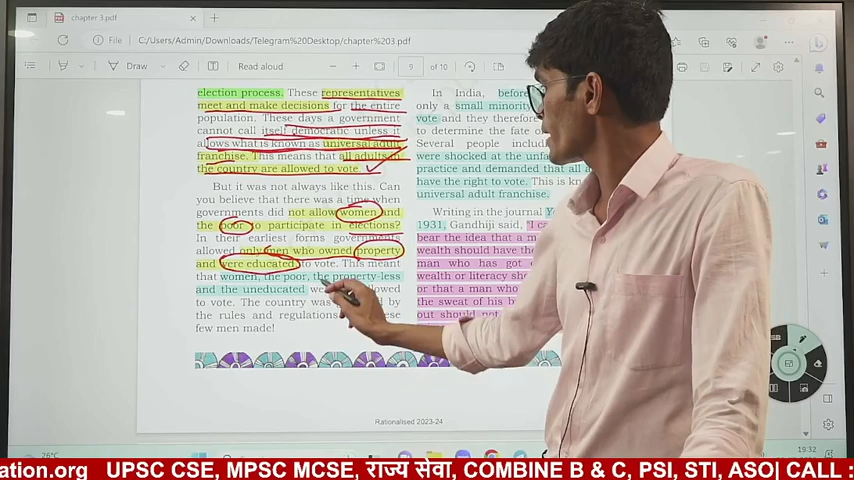 chapter 3.pdf
File
C:/Users/Admin/Downloads/Telegram%20Desktop/chapter%203.pdf
Draw
Read aloud
9 of 10
election process. These representatives
meet and make decisions for the entire
population. These days a government
cannot call itself democratic unless it
allows what is known as universal adult
franchise. This means that all adults in
the country are allowed to vote.
But it was not always like this. Can
you believe that there was a time when
governments did not allow women and
the poor to participate in elections?
In their earliest forms governments
allowed only men who owned property
and were educated to vote. This meant
that women, the poor, the property-less
and the uneducated allowed
to vote. The country was by
the rules and regulations
few men made!
In India,
only a small minority
vote and they therefore
to determine the fate
Several people
were shocked at the
practice and demanded that all
have the right to vote. This is
universal adult franchise.
Writing in the journal
1931, Gandhiji said,
bear the idea that a
wealth should have
man who has got
wealth or literacy
or that a man who
the sweat of his
out should not
Rationalised 2023-24
26°C
19:32
SB
ation.org UPSC CSE, MPSC MCSE, राज्य सेवा, COMBINE B & C, PSI, STI, ASO| CALL :